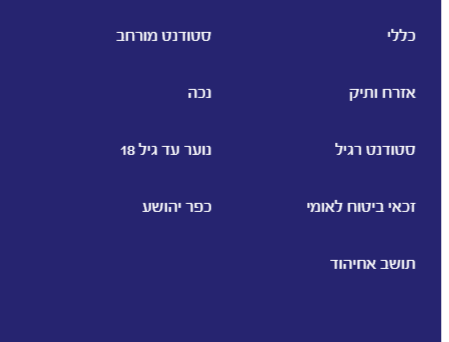 כללי
סטודנט מורחב
אזרח ותיק
נכה
סטודנט רגיל
נוער עד גיל 18
זכאי ביטוח לאומי
כפר יהושע
תושב אחיהוד